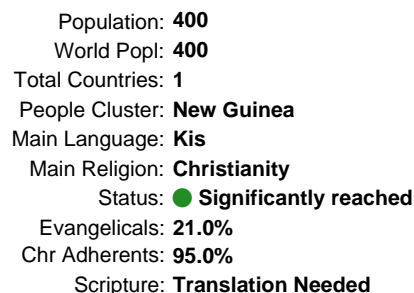 Population: 400
World Popl: 400
Total Countries: 1
People Cluster: New Guinea
Main Language: Kis
Main Religion: Christianity
Status: Significantly reached
Evangelicals: 21.0%
Chr Adherents: 95.0%
Scripture: Translation Needed